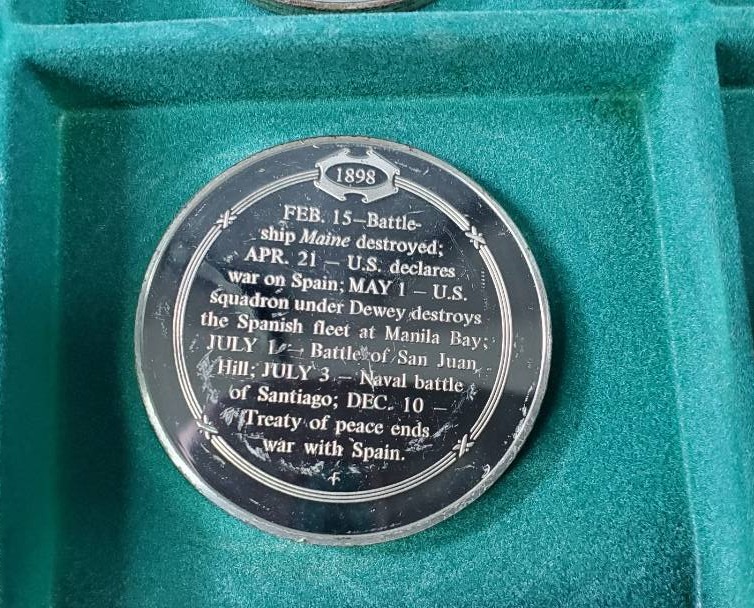 1898
FEB. 15—Battle-
ship Maine destroyed;
APR. 21 — U.S. declares
war on Spain; MAY 1 — U.S.
squadron under Dewey destroys
the Spanish fleet at Manila Bay;
JULY 1 — Battle of San Juan
Hill; JULY 3 — Naval battle
of Santiago; DEC. 10 —
Treaty of peace ends
war with Spain.